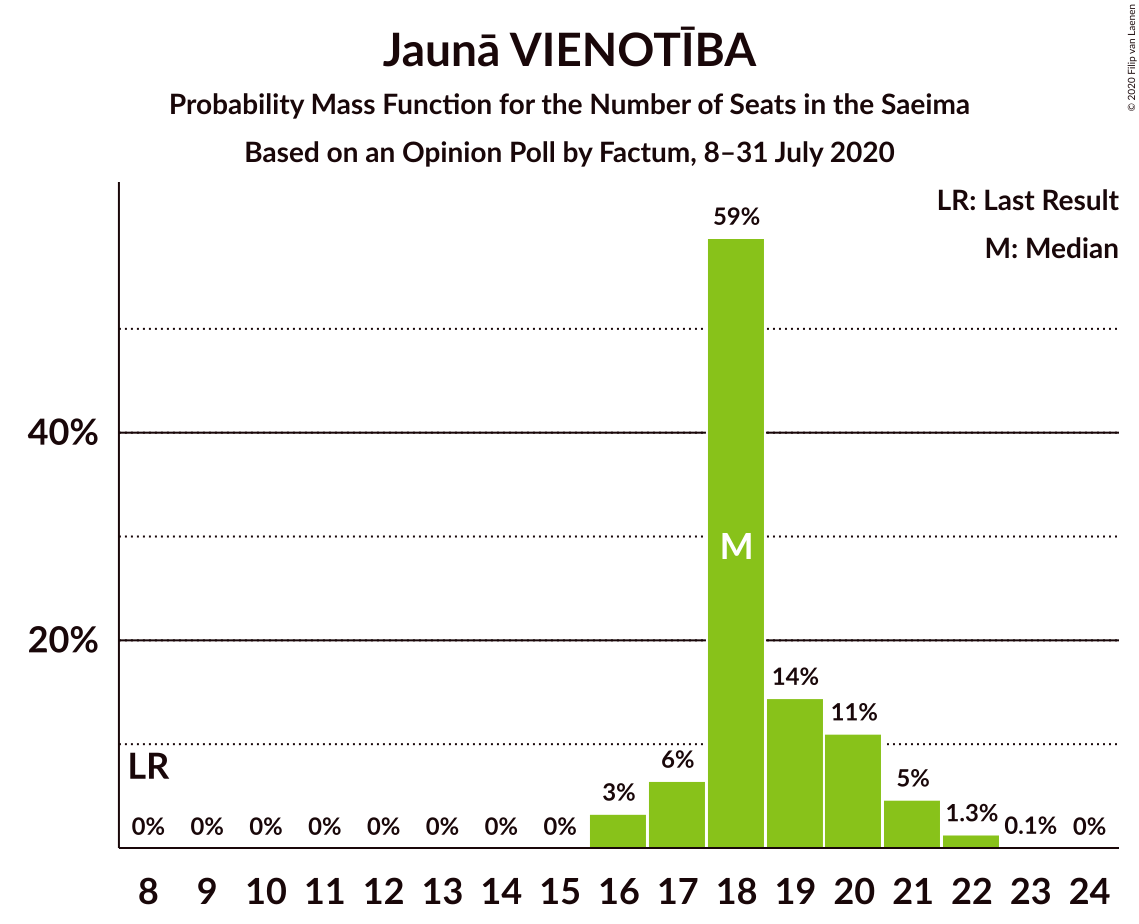 Jaunā VIENOTĪBA
Probability Mass Function for the Number of Seats in the Saeima
Based on an Opinion Poll by Factum, 8–31 July 2020
© 2020 Filip van Laenen
LR: Last Result
M: Median
59%
40%
M
20%
14%
11%
LR
6%
5%
3%
1.3%
0% 0% 0% 0% 0% 0% 0% 0% 0.1% 0%
8 9 10 11 12 13 14 15 16 17 18 19 20 21 22 23 24